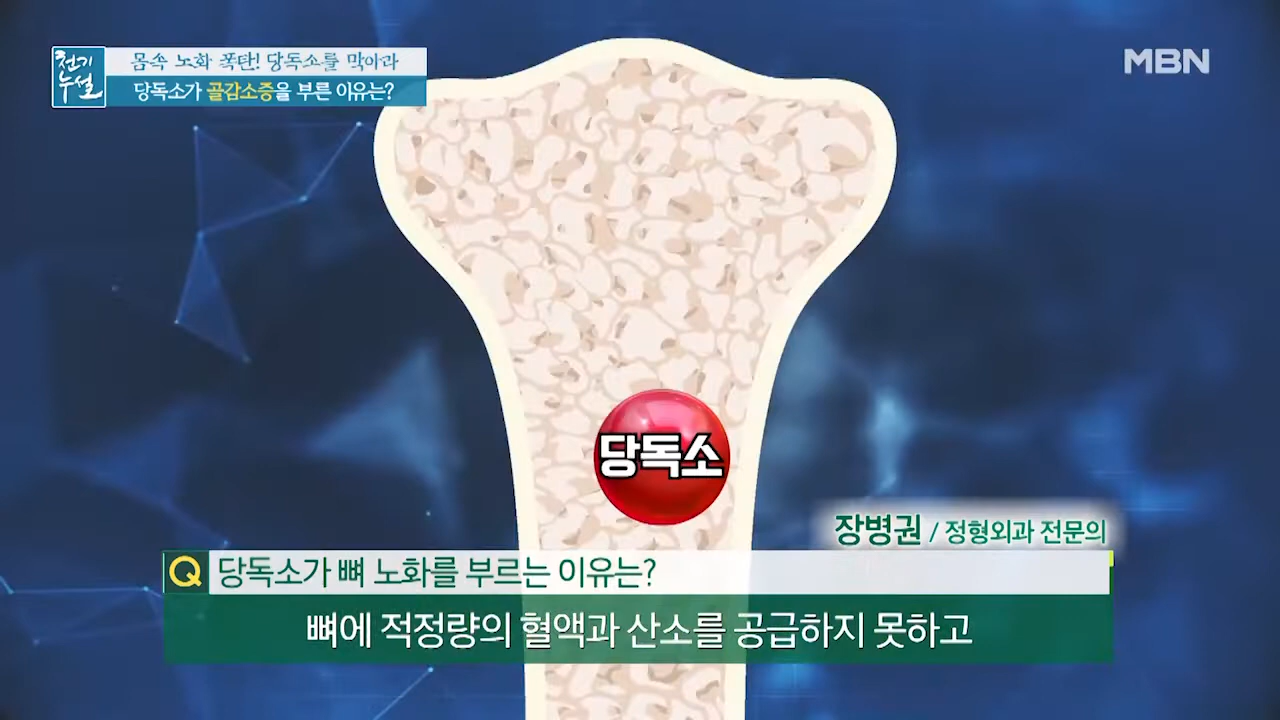 천기
누설
몸속 노화 폭탄! 당독소를 막아라
당독소가 골감소증을 부른 이유는?
MBN
당독소
장병권 / 정형외과 전문의
Q 당독소가 뼈 노화를 부르는 이유는?
뼈에 적정량의 혈액과 산소를 공급하지 못하고